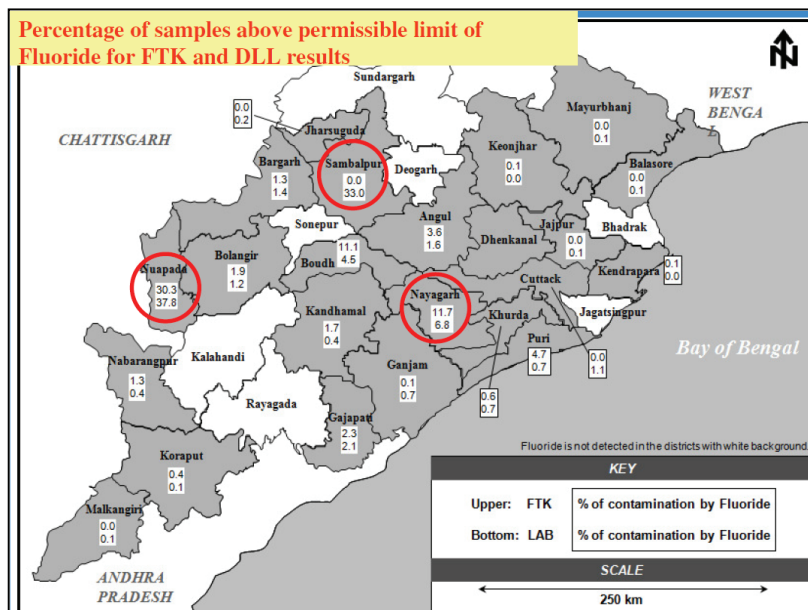 Percentage of samples above permissible limit of
Fluoride for FTK and DLL results
N
Sundargarh
WEST
BENGA
L
Mayurbhanj
0.0
0.1
0.0
0.2
CHATTISGARH
Jharsuguda
Keonjhar
0.1
0.0
Bargarh
1.3
1.4
Sambalpur
0.0
33.0
Deogarh
Balasore
0.0
0.1
Sonepur
Angul
3.6
1.6
Jajpur
0.0
0.1
Bhadrak
Dhenkanal
Nuapada
30.3
37.8
Bolangir
1.9
1.2
Boudh
11.1
4.5
Kendrapara
0.1
0.0
Cuttack
0.0
1.1
Nayagarh
11.7
6.8
Kandhamal
1.7
0.4
Khurda
0.6
0.7
Jagatsingpur
Puri
4.7
0.7
Bay of Bengal
Kalahandi
Nabarangpur
1.3
0.4
Ganjam
0.1
0.7
Rayagada
Gajapati
2.3
2.1
Koraput
0.4
0.1
Malkangiri
0.0
0.1
ANDHRA
PRADESH
Fluoride is not detected in the districts with white background.
KEY
Upper: FTK % of contamination by Fluoride
Bottom: LAB % of contamination by Fluoride
SCALE
250 km